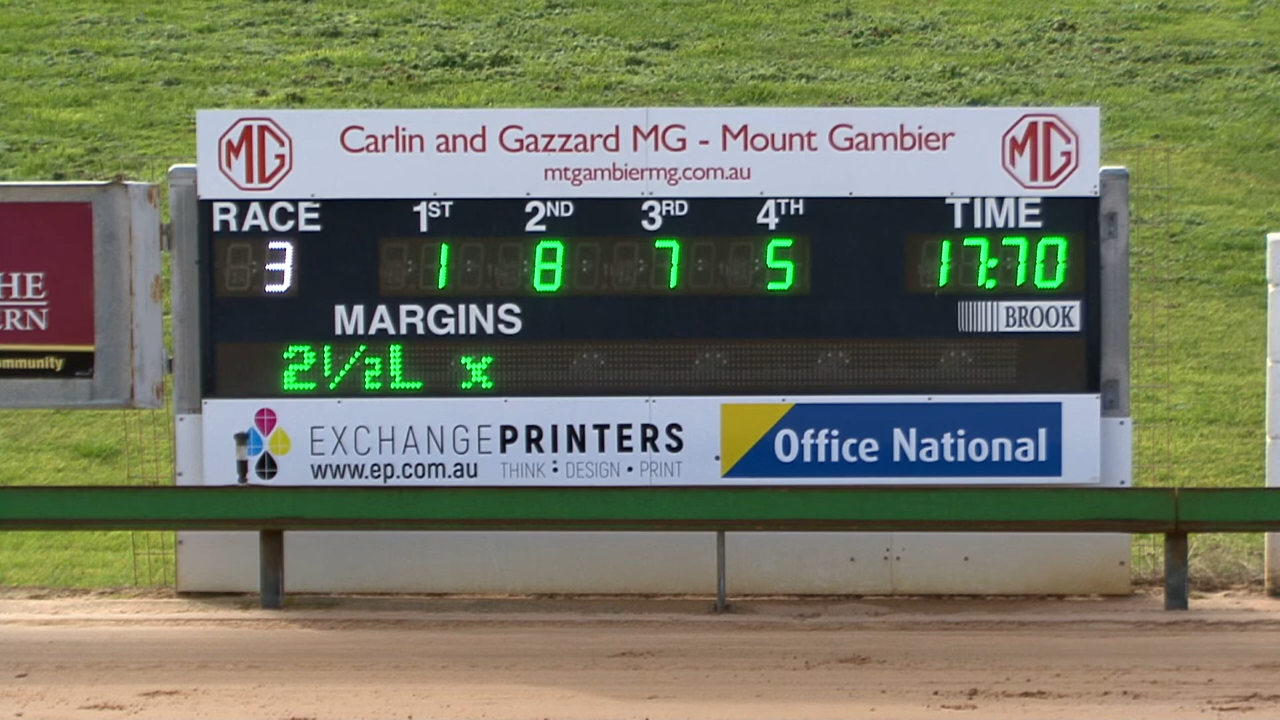 MG Carlin and Gazzard MG - Mount Gambier MG
mtgambiermg.com.au
RACE 1ST 2ND 3RD 4TH TIME
3 1 8 7 5 17:70
MARGINS BROOK
2½L x
EXCHANGEPRINTERS
www.ep.com.au THINK : DESIGN • PRINT
Office National
HE
RN
mmunity